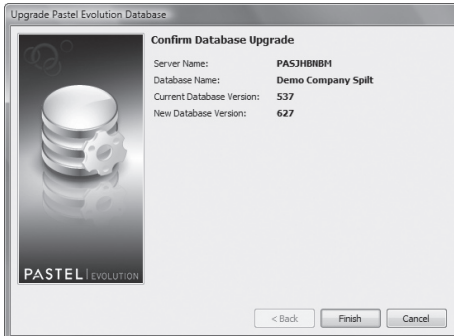 Upgrade Pastel Evolution Database
Confirm Database Upgrade
Server Name: PASJHBNBM
Database Name: Demo Company Spilt
Current Database Version: 537
New Database Version: 627
PASTEL EVOLUTION
< Back Finish Cancel